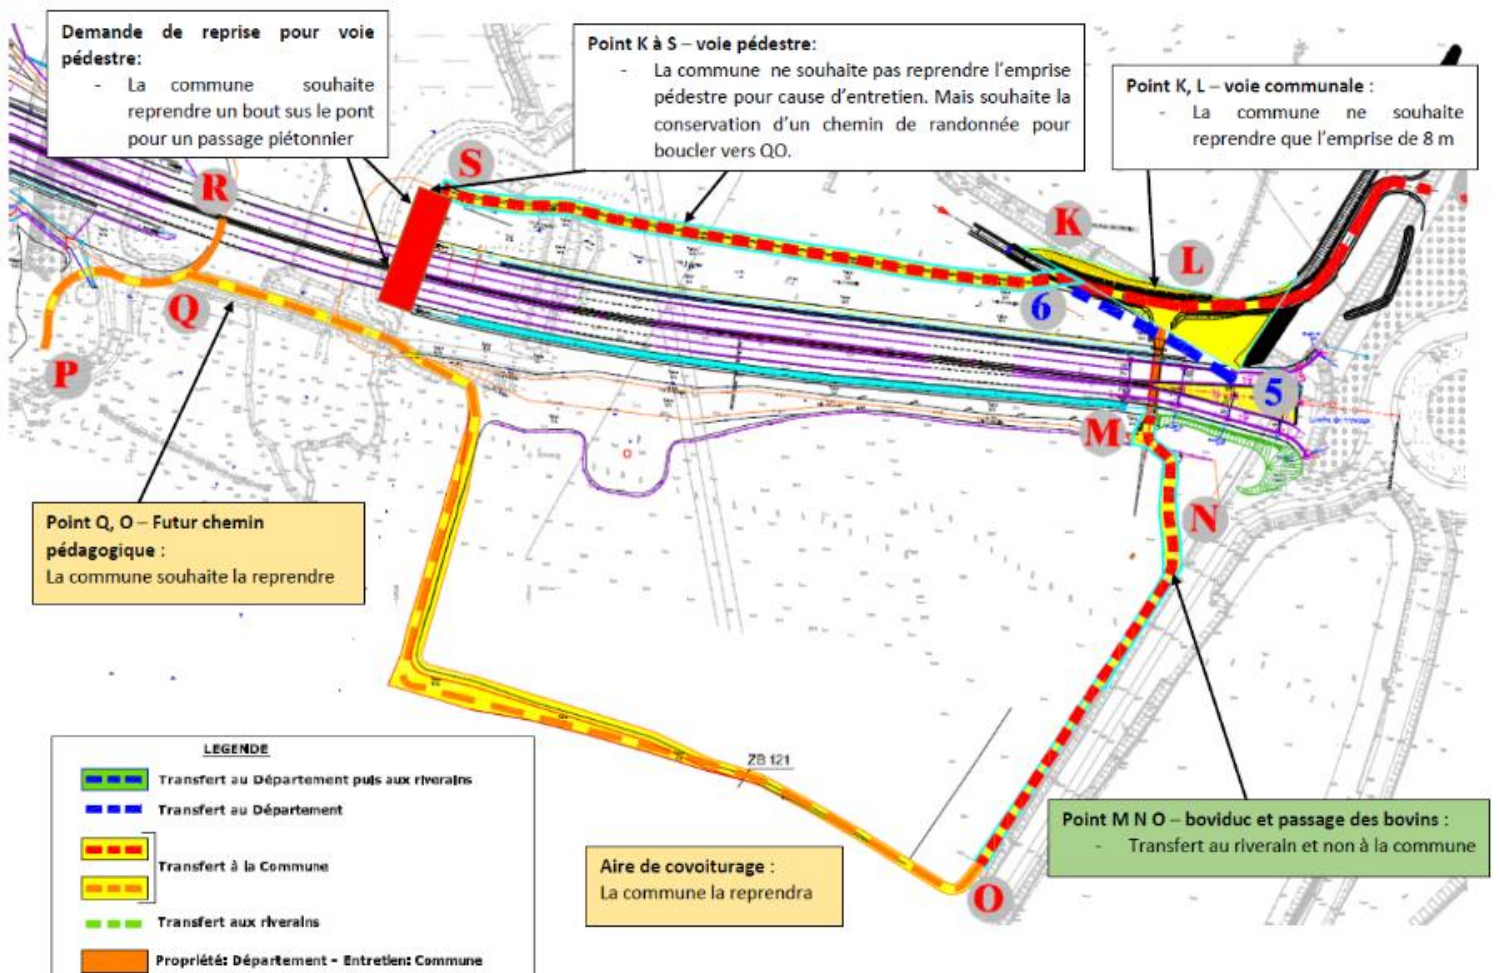 Demande de reprise pour voie
pédestre:
- La commune souhaite
reprendre un bout sus le pont
pour un passage piétonnier
Point K à S – voie pédestre:
- La commune ne souhaite pas reprendre l'emprise
pédestre pour cause d'entretien. Mais souhaite la
conservation d'un chemin de randonnée pour
boucler vers QO.
Point K, L – voie communale :
- La commune ne souhaite
reprendre que l'emprise de 8 m
S
R
K
L
Q
6
P
5
M
N
Point Q, O – Futur chemin
pédagogique :
La commune souhaite la reprendre
ZB 121
Point M N O – boviduc et passage des bovins :
- Transfert au riverain et non à la commune
Aire de covoiturage :
La commune la reprendra
O
LEGENDE
Transfert au Département puis aux riverains
Transfert au Département
Transfert à la Commune
Transfert aux riverains
Propriété: Département - Entretien: Commune